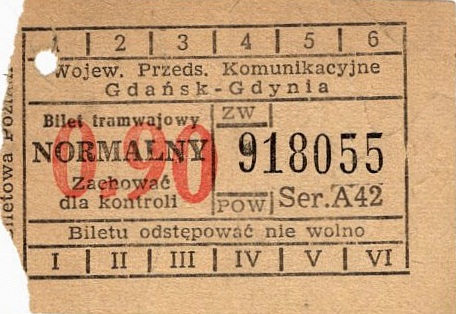 1 | 2 | 3 | 4 | 5 | 6
Wojew. Przeds. Komunikacyjne
Gdańsk-Gdynia
Bilet tramwajowy
NORMALNY
0,90
Zachować
dla kontroli
ZW
918055
POW
Ser. A42
Biletu odstępować nie wolno
I | II | III | IV | V | VI